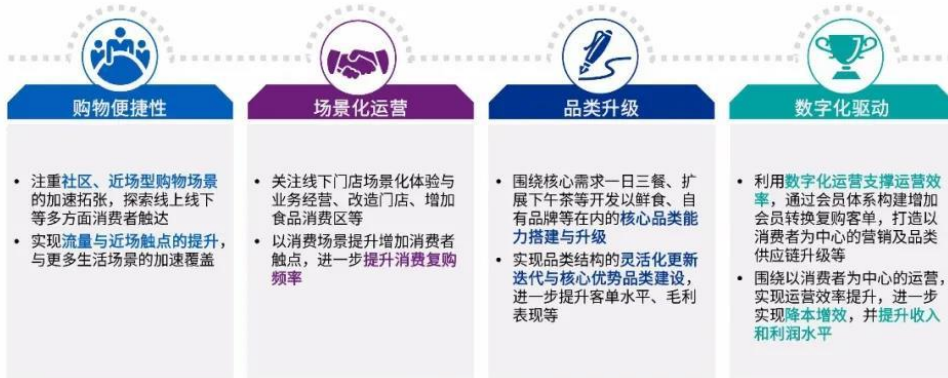 购物便捷性
• 注重社区、近场型购物场景
的加速拓张，探索线上线下
等多方面消费者触达
• 实现流量与近场触点的提升，
与更多生活场景的加速覆盖
场景化运营
• 关注线下门店场景化体验与
业务经营、改造门店、增加
食品消费区等
• 以消费场景提升增加消费者
触点，进一步提升消费复购
频率
品类升级
• 围绕核心需求一日三餐、扩
展下午茶等开发以鲜食、自
有品牌等在内的核心品类能
力搭建与升级
• 实现品类结构的灵活化更新
迭代与核心优势品类建设，
进一步提升客单水平、毛利
表现等
数字化驱动
• 利用数字化运营支撑运营效
率，通过会员体系构建增加
会员转换复购客单，打造以
消费者为中心的营销及品类
供应链升级等
• 围绕以消费者为中心的运营，
实现运营效率提升，进一步
实现降本增效，并提升收入
和利润水平